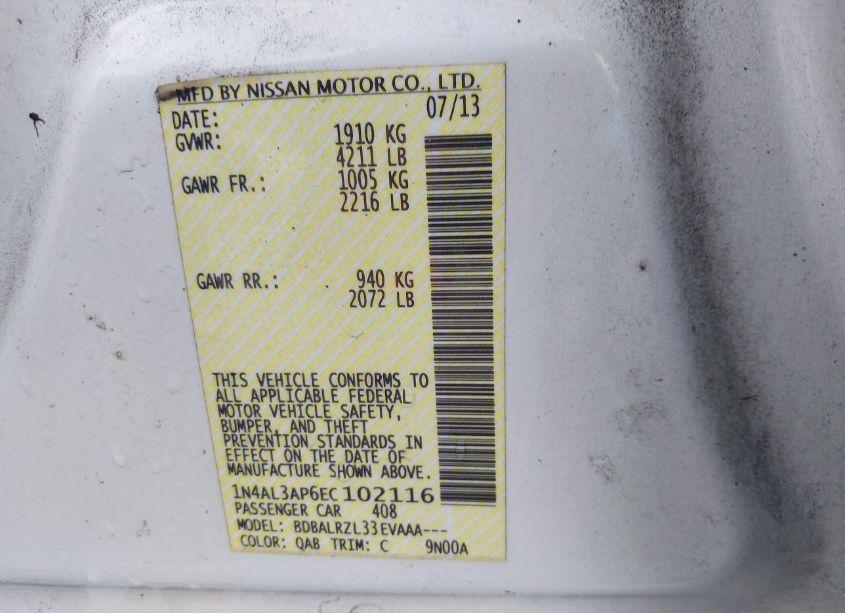 MFD BY NISSAN MOTOR CO., LTD.
DATE: 07/13
GVWR: 1910 KG
4211 LB
GAWR FR.: 1005 KG
2216 LB
GAWR RR.: 940 KG
2072 LB
THIS VEHICLE CONFORMS TO
ALL APPLICABLE FEDERAL
MOTOR VEHICLE SAFETY,
BUMPER, AND THEFT
PREVENTION STANDARDS IN
EFFECT ON THE DATE OF
MANUFACTURE SHOWN ABOVE.
1N4AL3AP6EC102116
PASSENGER CAR 408
MODEL: BDBALRZL33EVAAA---
COLOR: QAB TRIM: C 9N00A